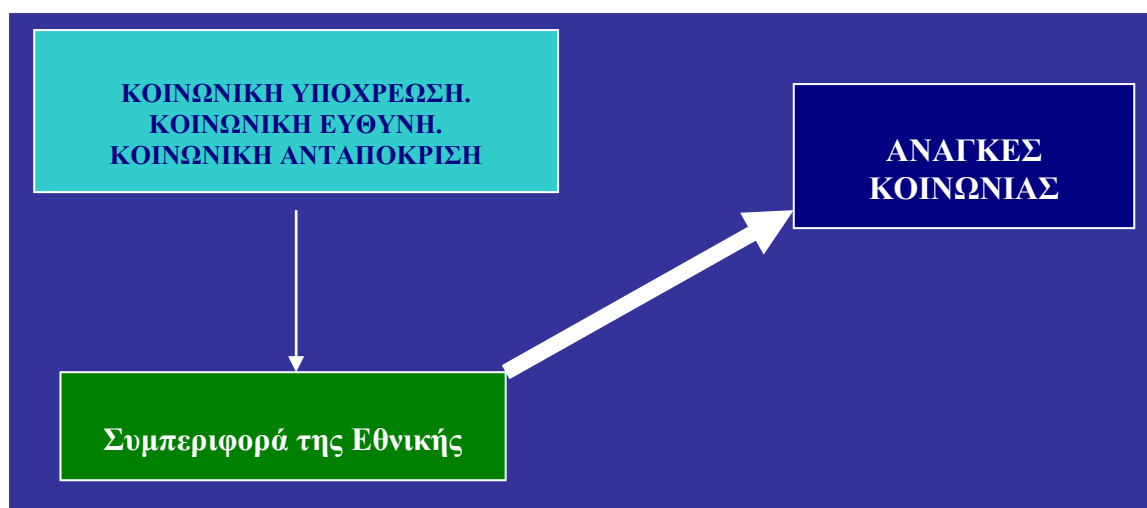 ΚΟΙΝΩΝΙΚΗ ΥΠΟΧΡΕΩΣΗ.
ΚΟΙΝΩΝΙΚΗ ΕΥΘΥΝΗ.
ΚΟΙΝΩΝΙΚΗ ΑΝΤΑΠΟΚΡΙΣΗ
ΑΝΑΓΚΕΣ
ΚΟΙΝΩΝΙΑΣ
Συμπεριφορά της Εθνικής